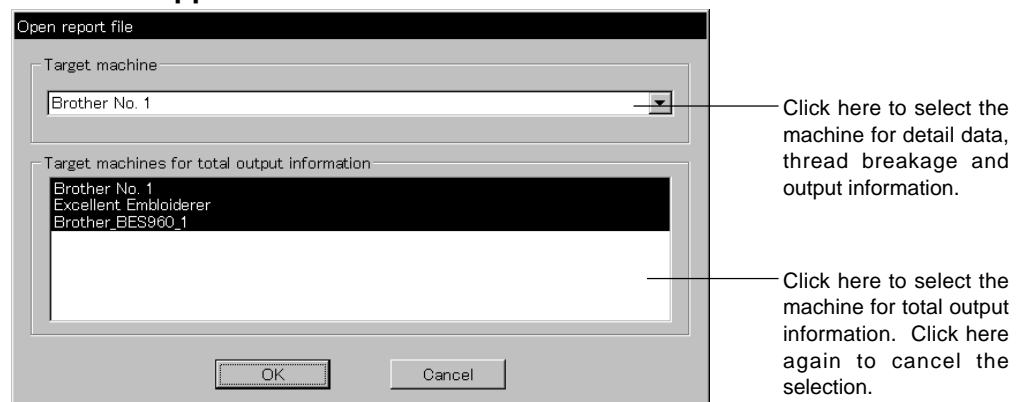 Open report file
Target machine
Brother No. 1
Click here to select the
machine for detail data,
thread breakage and
output information.
Target machines for total output information
Brother No. 1
Excellent Embloiderer
Brother_BES960_1
Click here to select the
machine for total output
information. Click here
again to cancel the
selection.
OK
Cancel